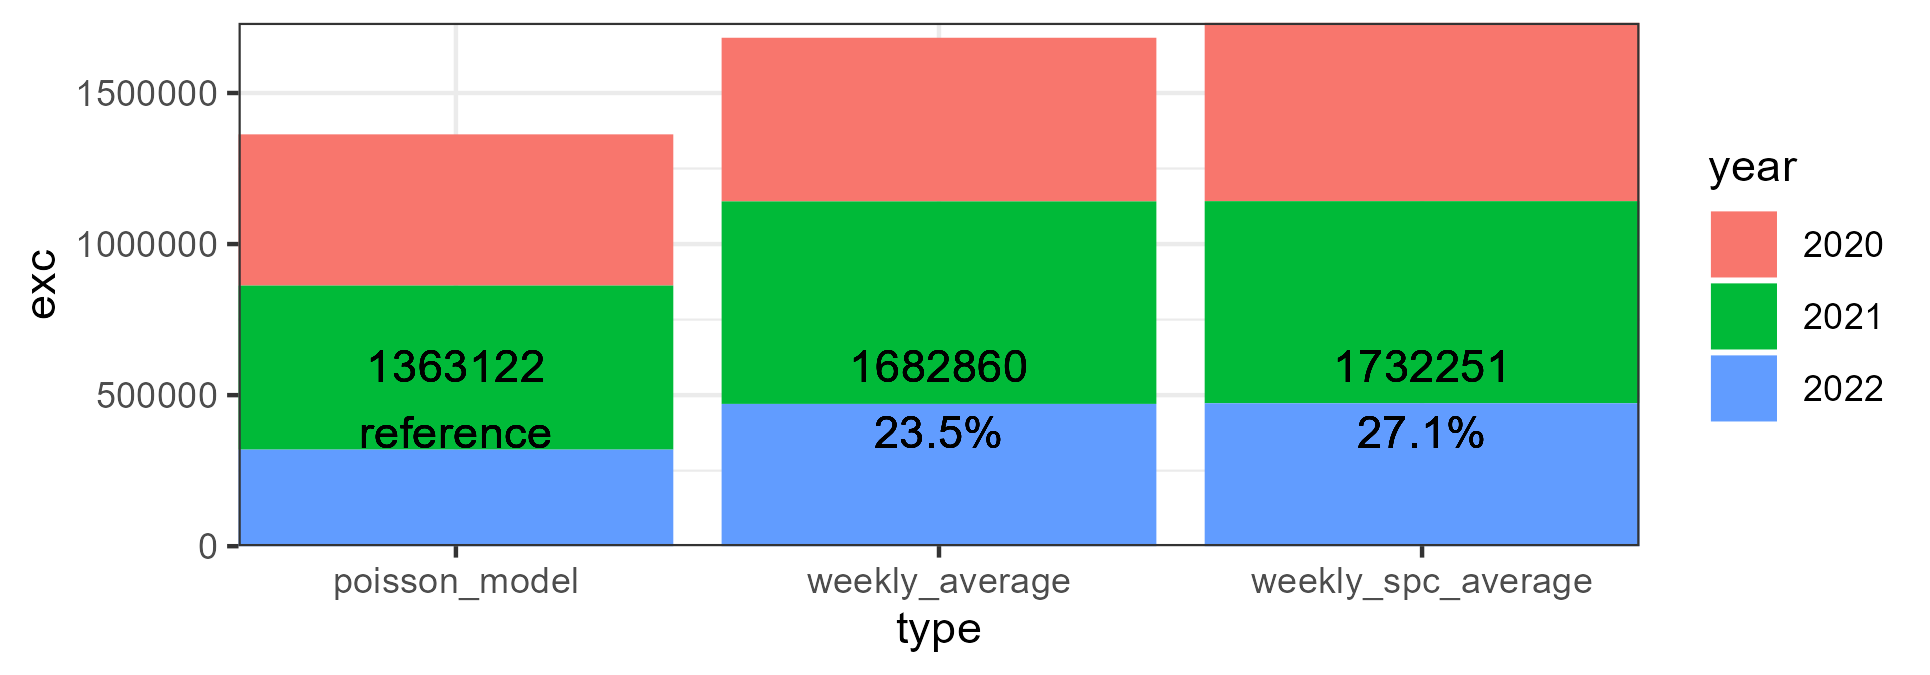 exc
1500000
1000000
500000
0
1363122
reference
1682860
23.5%
1732251
27.1%
poisson_model
weekly_average
weekly_spc_average
type
year
2020
2021
2022